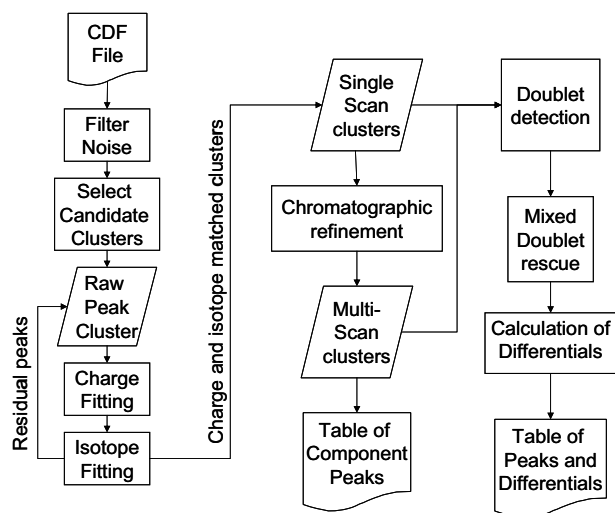 CDF
File
Filter
Noise
Select
Candidate
Clusters
Raw
Peak
Cluster
Charge
Fitting
Isotope
Fitting
Residual peaks
Charge and isotope matched clusters
Single
Scan
clusters
Chromatographic
refinement
Multi-
Scan
clusters
Table of
Component
Peaks
Doublet
detection
Mixed
Doublet
rescue
Calculation of
Differentials
Table of
Peaks and
Differentials